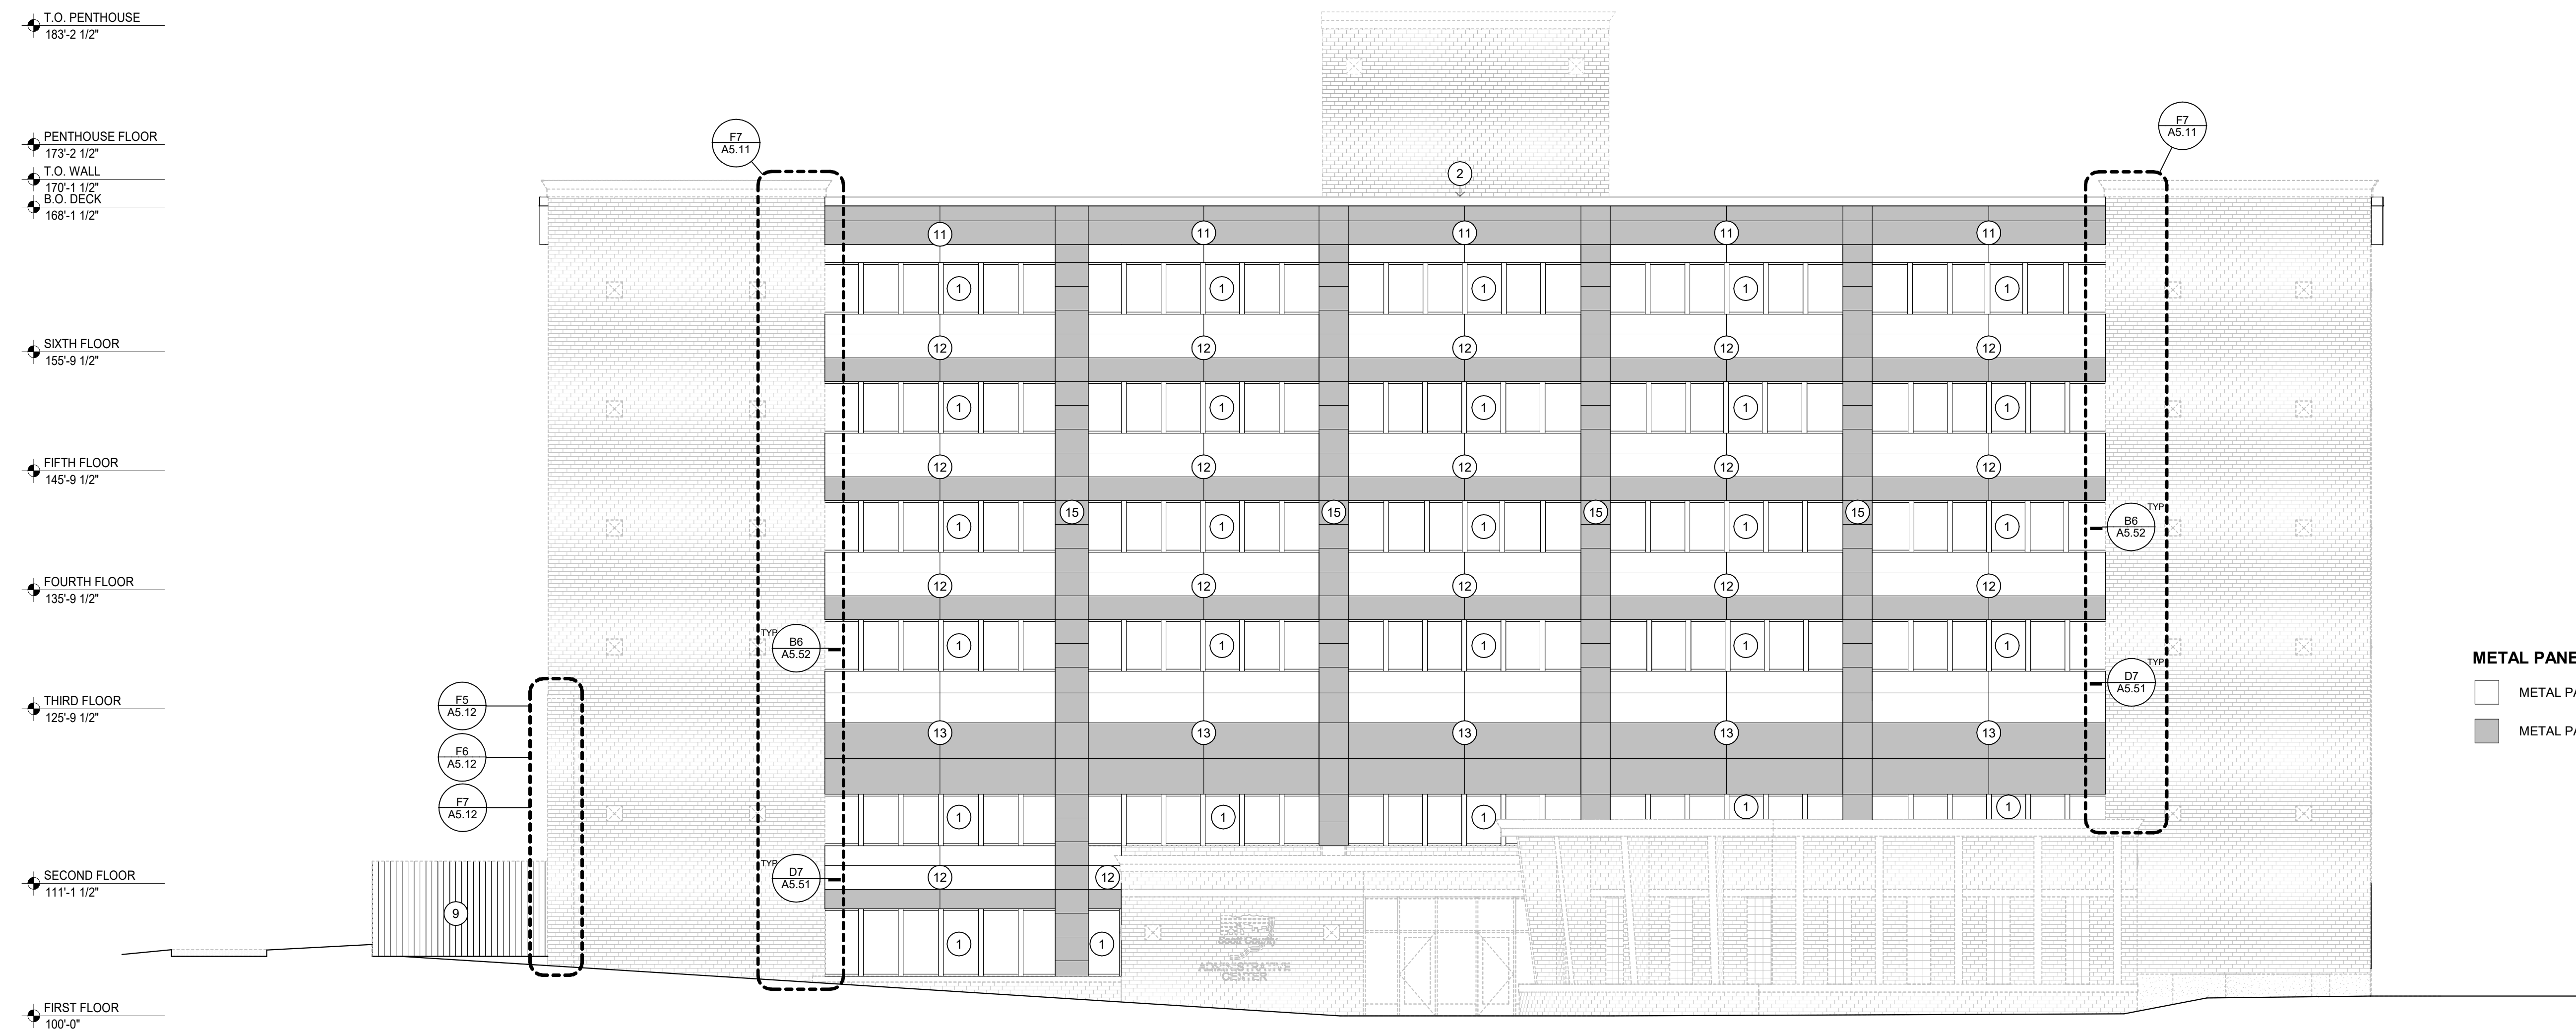 T.O. PENTHOUSE
183'-2 1/2"
PENTHOUSE FLOOR
173'-2 1/2"
T.O. WALL
170'-1 1/2"
B.O. DECK
168'-1 1/2"
F7
A5.11
F7
A5.11
2
11 11 11 11 11
1 1 1 1 1
SIXTH FLOOR
155'-9 1/2"
12 12 12 12 12
1 1 1 1 1
FIFTH FLOOR
145'-9 1/2"
12 12 12 12 12
15 15 15 15
1 1 1 1 1
TYP
B6
A5.52
FOURTH FLOOR
135'-9 1/2"
12 12 12 12 12
TYP
B6
A5.52
1 1 1 1 1
TYP
D7
A5.51
METAL PANE
METAL PA
METAL PA
THIRD FLOOR
125'-9 1/2"
F5
A5.12
F6
A5.12
F7
A5.12
13 13 13 13 13
1 1 1 1 1
SECOND FLOOR
111'-1 1/2"
TYP
D7
A5.51
12 12
9
1 1
Scott County
ADMINISTRATIVE
CENTER
FIRST FLOOR
100'-0"